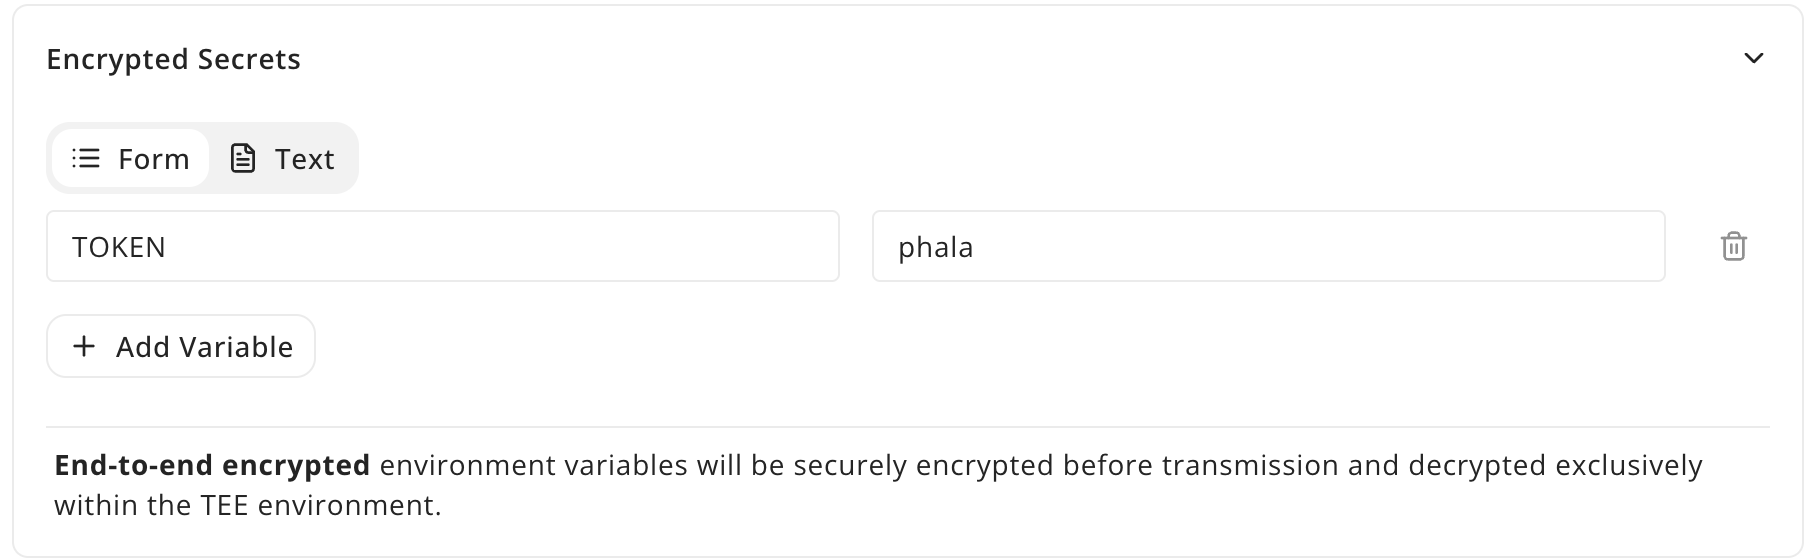 Encrypted Secrets
Form
Text
TOKEN
phala
Add Variable
End-to-end encrypted environment variables will be securely encrypted before transmission and decrypted exclusively
within the TEE environment.